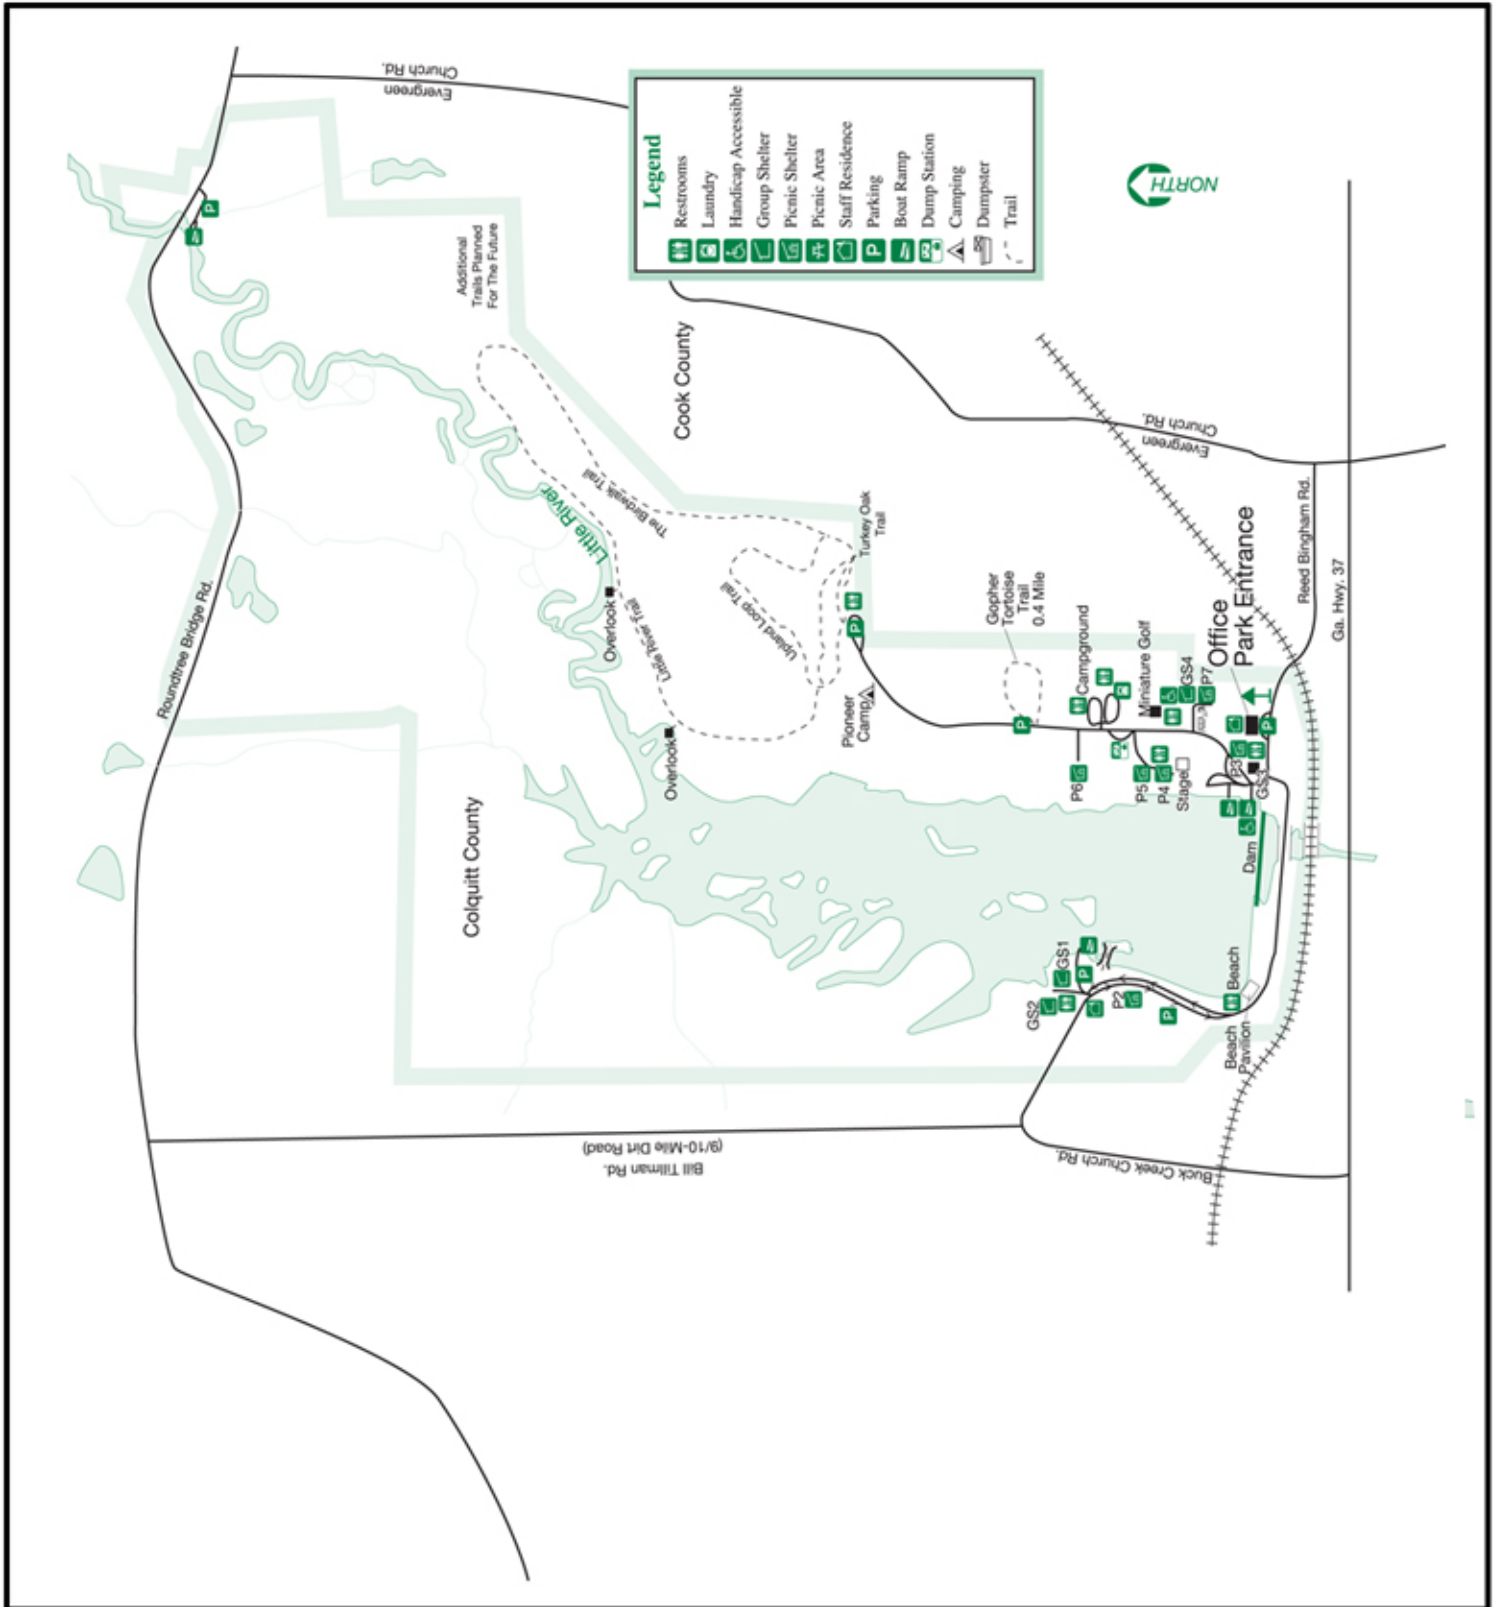 Evergreen
Church Rd.
Legend
Restrooms
Laundry
Handicap Accessible
Group Shelter
Picnic Shelter
Picnic Area
Staff Residence
Parking
Boat Ramp
Dump Station
Camping
Dumpster
Trail
NORTH
P
Additional
Trails Planned
For The Future
Roundtree Bridge Rd.
Little River
The Birdwalk Trail
Cook County
Overlook
Little River Trail
Upland Loop Trail
Turkey Oak
Trail
P
Overlook
Pioneer
Camp
Colquitt County
Gopher
Tortoise
Trail
0.4 Mile
P
Campground
Miniature Golf
GS4
P7
Office
Park Entrance
P
Evergreen
Church Rd.
Reed Bingham Rd.
Ga. Hwy. 37
P6
P5
P4
Stage
P3
GS3
Dam
GS1
P
GS2
P2
P
Beach
Beach
Pavilion
Bill Tillman Rd.
(9/10-Mile Dirt Road)
Buck Creek Church Rd.